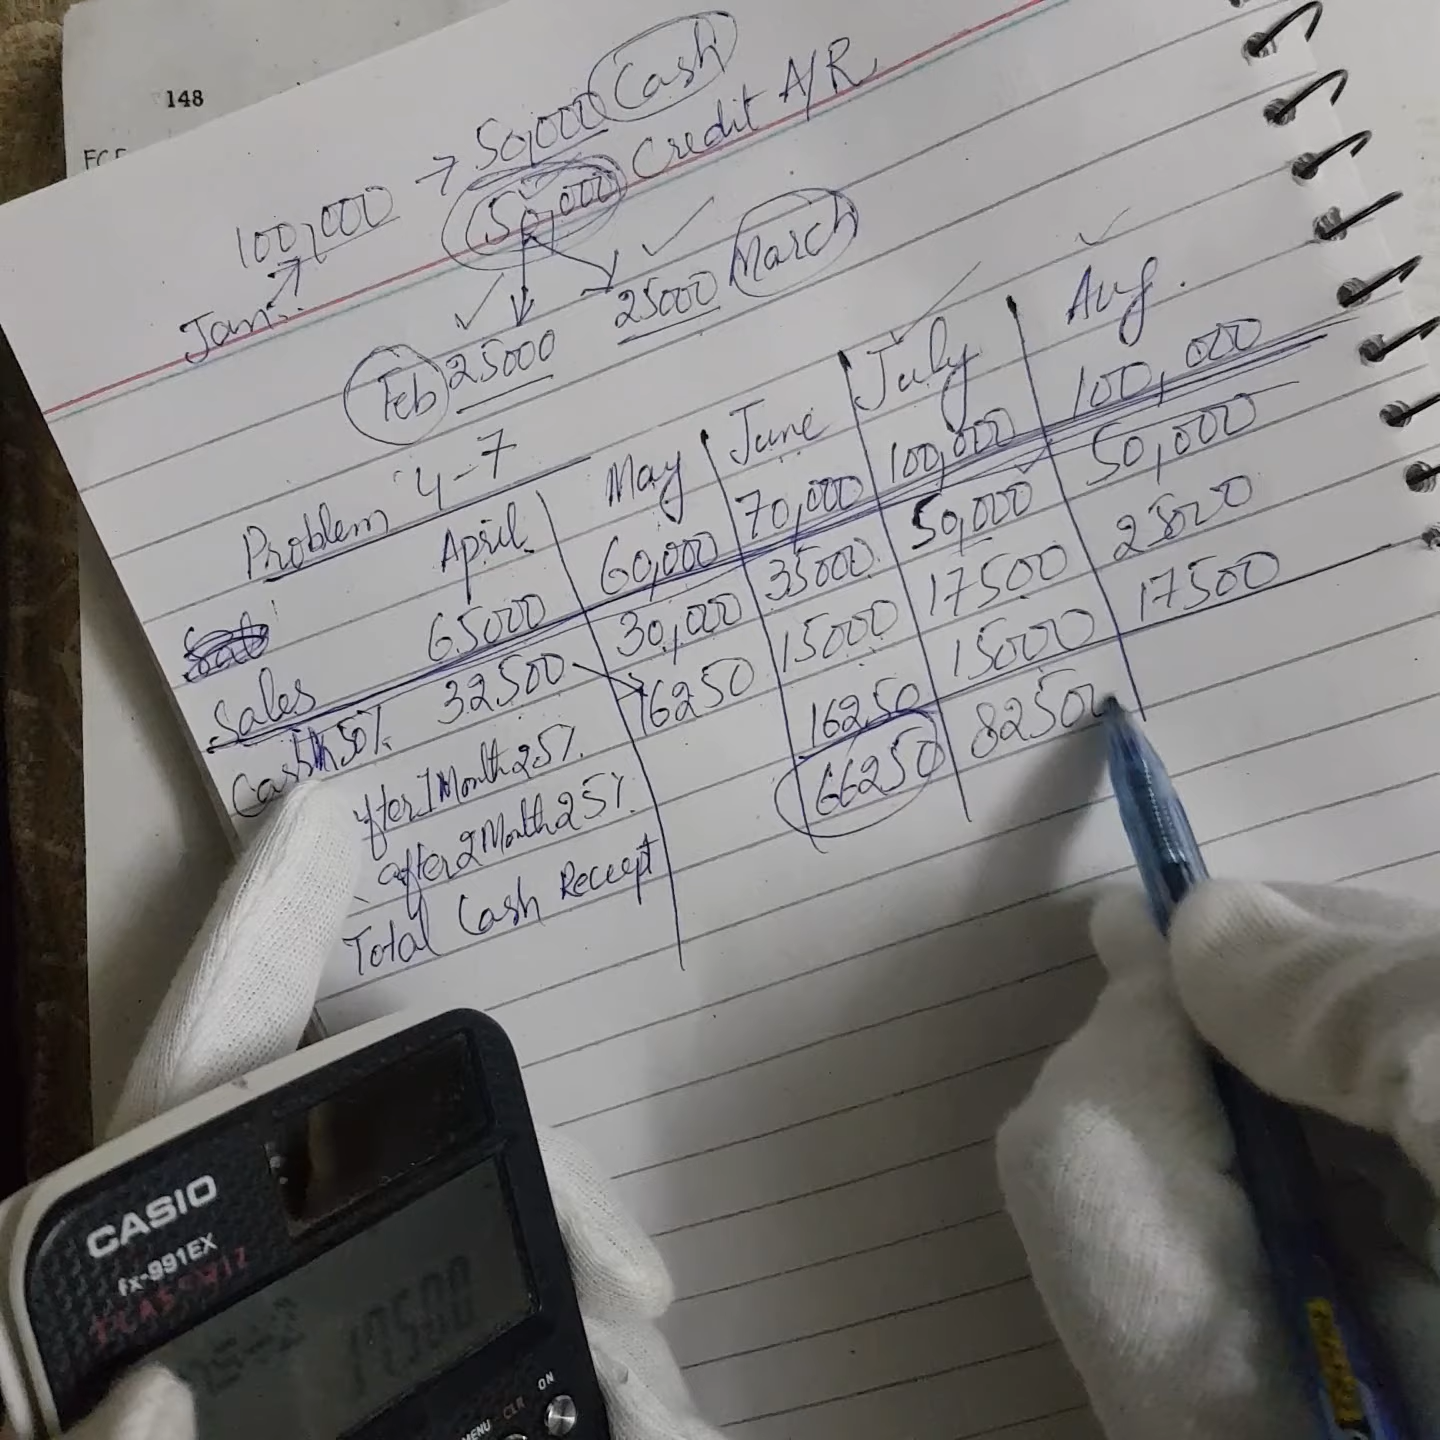 148
100,000 → 50,000 Cash
50,000 Credit A/R
Jan.
Feb 25000 25000 March
Problem 4-7
April May June July Aug.
Sales 65000 60,000 70,000 100,000 100,000
Cash 50% 32500 30,000 35000 50,000 50,000
after 1 Month 25% 16250 15000 17500 25000
after 2 Month 25% 16250 15000 17500
Total Cash Receipt 66250 82500
CASIO
fx-991EX
17500
MENU CLR ON